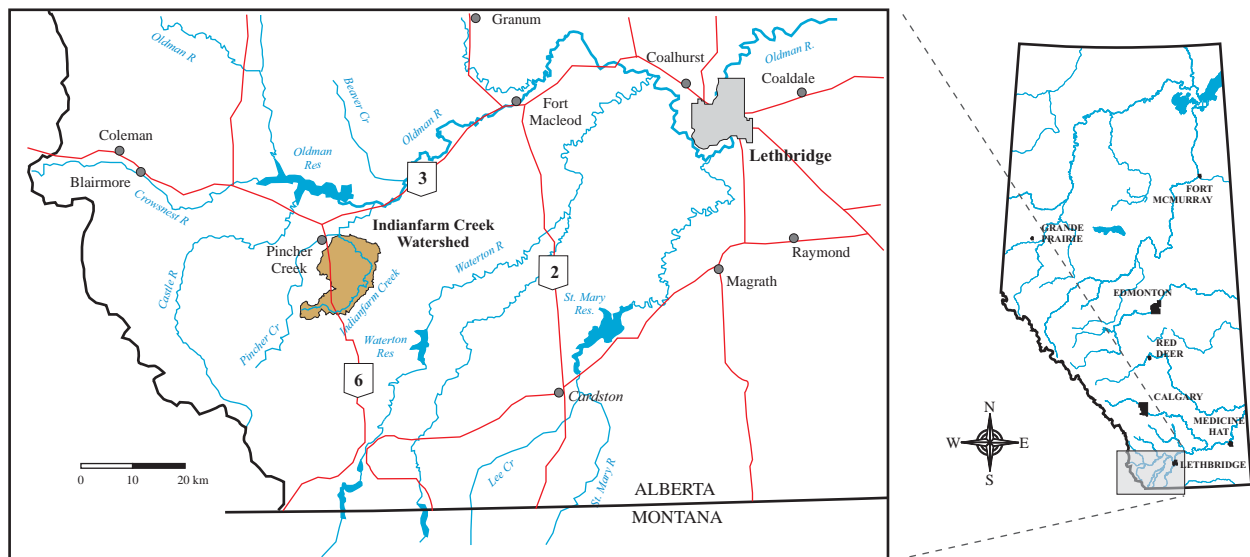 Granum
Oldman R
Coalhurst
Oldman R.
Coaldale
Beaver Cr
Fort
Macleod
Oldman R
Coleman
Oldman
Res
Lethbridge
Blairmore
3
Crowsnest R
Indianfarm Creek
Watershed
Pincher
Creek
Raymond
Waterton R
2
Magrath
Castle R
Indianfarm Creek
St. Mary
Res.
Pincher Cr
Waterton
Res
6
Cardston
0
10
20 km
Lee Cr
St. Mary R
ALBERTA
MONTANA
FORT
MCMURRAY
GRANDE
PRAIRIE
EDMONTON
RED
DEER
CALGARY
MEDICINE
HAT
LETHBRIDGE
N
W
E
S